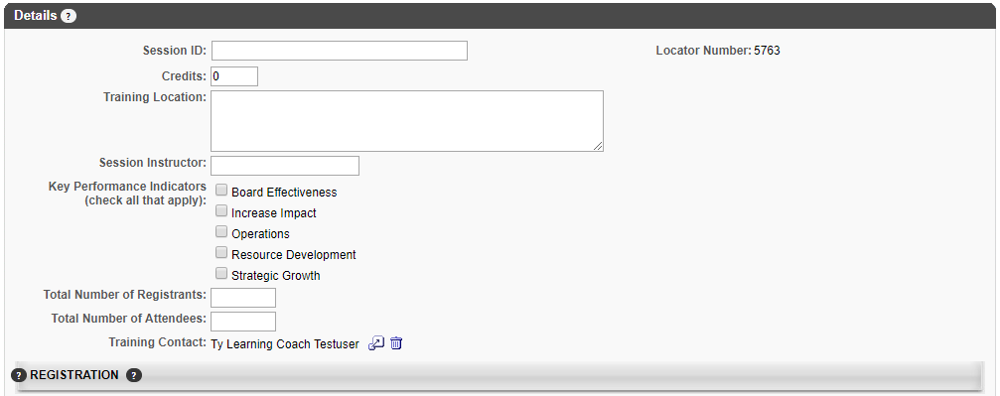 Details ?
Session ID:
Locator Number: 5763
Credits: 0
Training Location:
Session Instructor:
Key Performance Indicators
(check all that apply):
Board Effectiveness
Increase Impact
Operations
Resource Development
Strategic Growth
Total Number of Registrants:
Total Number of Attendees:
Training Contact: Ty Learning Coach Testuser
? REGISTRATION ?